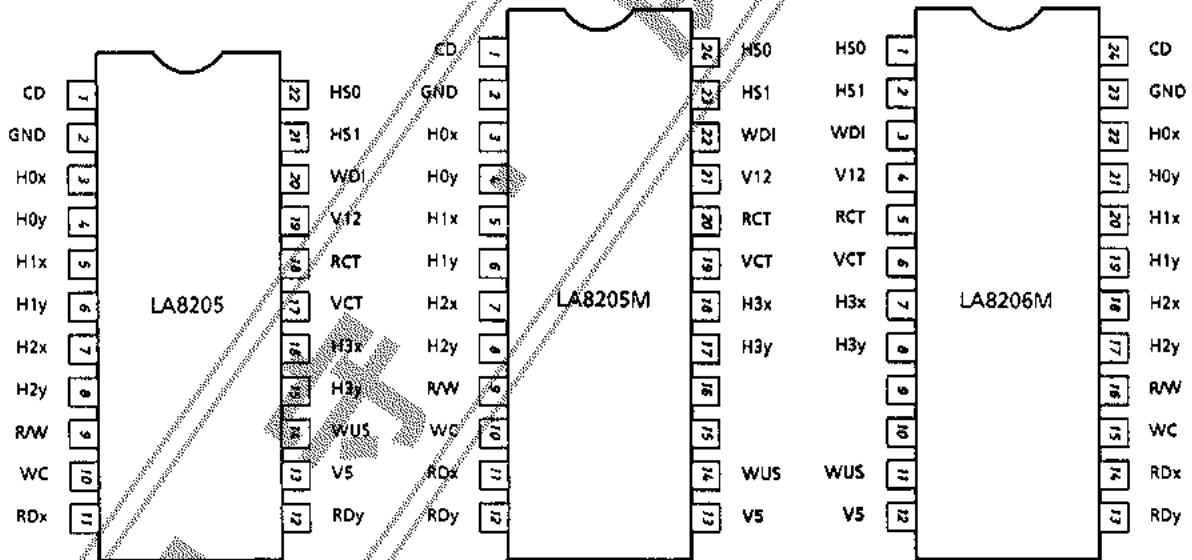 CD 1 22 HS0
GND 2 21 HS1
H0x 3 20 WDI
H0y 4 19 V12
H1x 5 18 RCT
H1y 6 LA8205 17 VCT
H2x 7 16 H3x
H2y 8 15 H3y
R/W 9 14 WUS
WC 10 13 V5
RDx 11 12 RDy
CD 1 24 HS0
GND 2 23 HS1
H0x 3 22 WDI
H0y 4 21 V12
H1x 5 20 RCT
H1y 6 19 VCT
H2x 7 LA8205M 18 H3x
H2y 8 17 H3y
R/W 9 16
WC 10 15
RDx 11 14 WUS
RDy 12 13 V5
HS0 1 24 CD
HS1 2 23 GND
WDI 3 22 H0x
V12 4 21 H0y
RCT 5 20 H1x
VCT 6 19 H1y
H3x 7 LA8206M 18 H2x
H3y 8 17 H2y
9 16 R/W
10 15 WC
WUS 11 14 RDx
V5 12 13 RDy